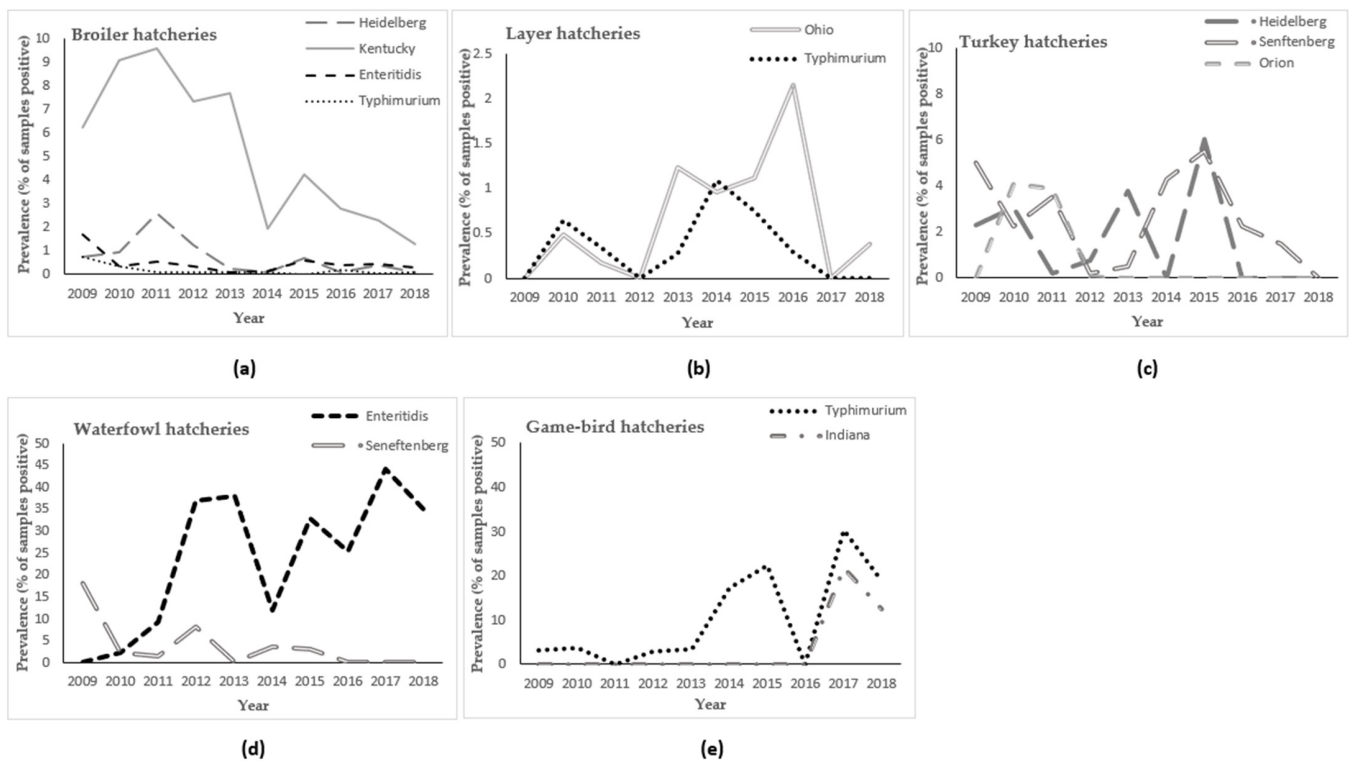 Broiler hatcheries
Heidelberg
Kentucky
Enteritidis
Typhimurium
Prevalence (% of samples positive)
10
9
8
7
6
5
4
3
2
1
0
2009 2010 2011 2012 2013 2014 2015 2016 2017 2018
Year
(a)
Layer hatcheries
Ohio
Typhimurium
Prevalence (% of samples positive)
2.5
2
1.5
1
0.5
0
2009 2010 2011 2012 2013 2014 2015 2016 2017 2018
Year
(b)
Turkey hatcheries
Heidelberg
Senftenberg
Orion
Prevalence (% of samples positive)
10
8
6
4
2
0
2009 2010 2011 2012 2013 2014 2015 2016 2017 2018
Year
(c)
Waterfowl hatcheries
Enteritidis
Seneftenberg
Prevalence (% of samples positive)
50
45
40
35
30
25
20
15
10
5
0
2009 2010 2011 2012 2013 2014 2015 2016 2017 2018
Year
(d)
Game-bird hatcheries
Typhimurium
Indiana
Prevalence (% of samples positive)
50
40
30
20
10
0
2009 2010 2011 2012 2013 2014 2015 2016 2017 2018
Year
(e)